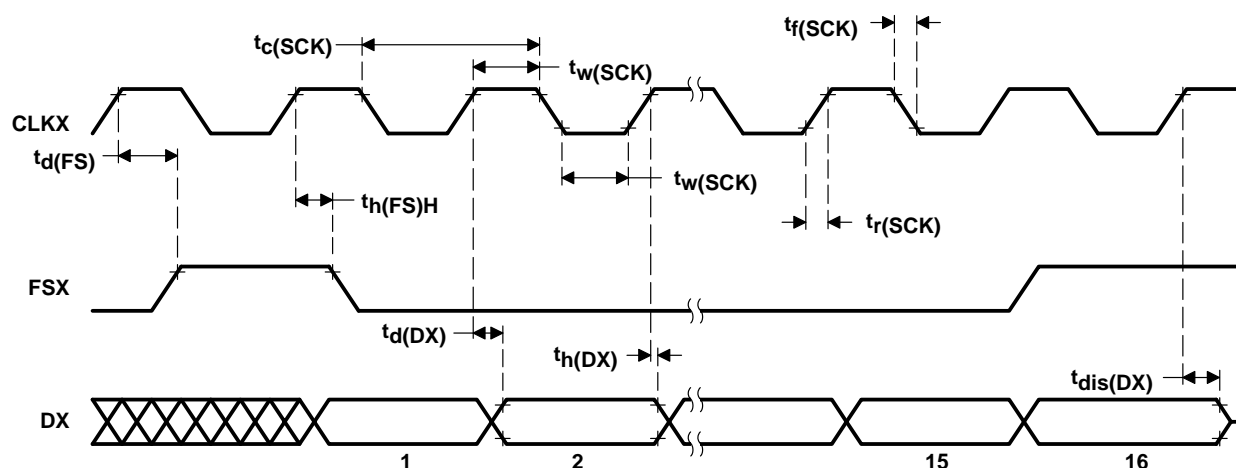 tf(SCK)
tc(SCK)
tw(SCK)
CLKX
td(FS)
tw(SCK)
th(FS)H
tr(SCK)
FSX
td(DX)
th(DX)
tdis(DX)
DX
1 2 15 16